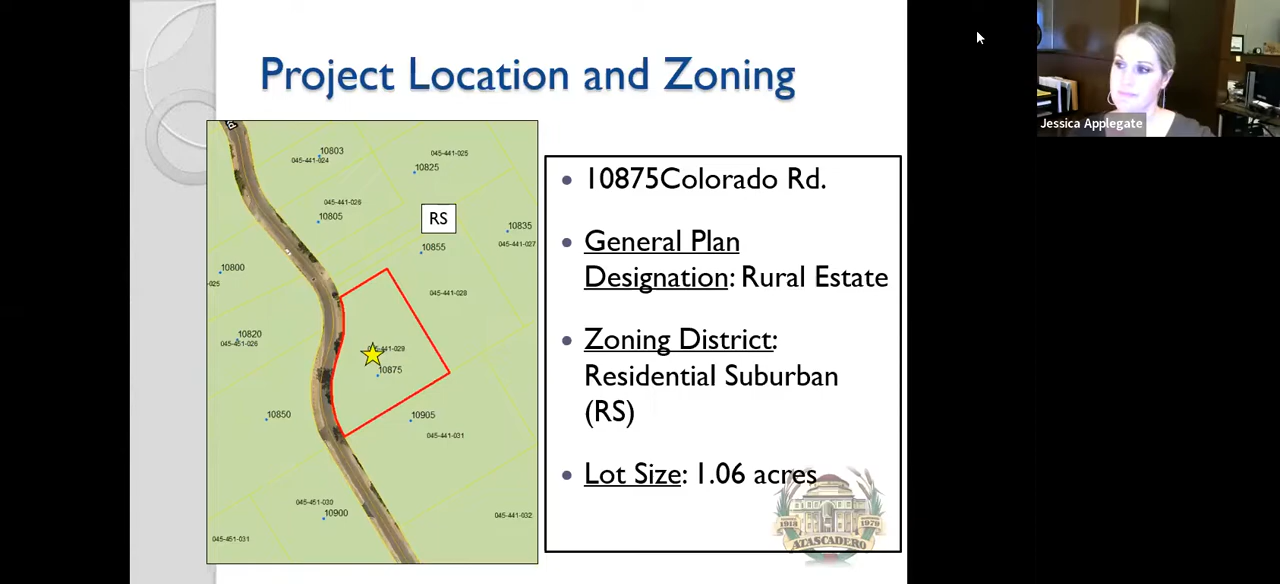 Project Location and Zoning
Jessica Applegate
Rd
10803
045-441-024
045-441-025
10825
045-441-026
10805
RS
10835
045-441-027
10855
10800
-025
045-441-028
10820
045-451-026
045-441-029
10875
10850
10905
045-441-031
045-451-030
10900
045-441-032
045-451-031
10875Colorado Rd.
General Plan
Designation: Rural Estate
Zoning District:
Residential Suburban
(RS)
Lot Size: 1.06 acres
1918
1979
ATASCADERO